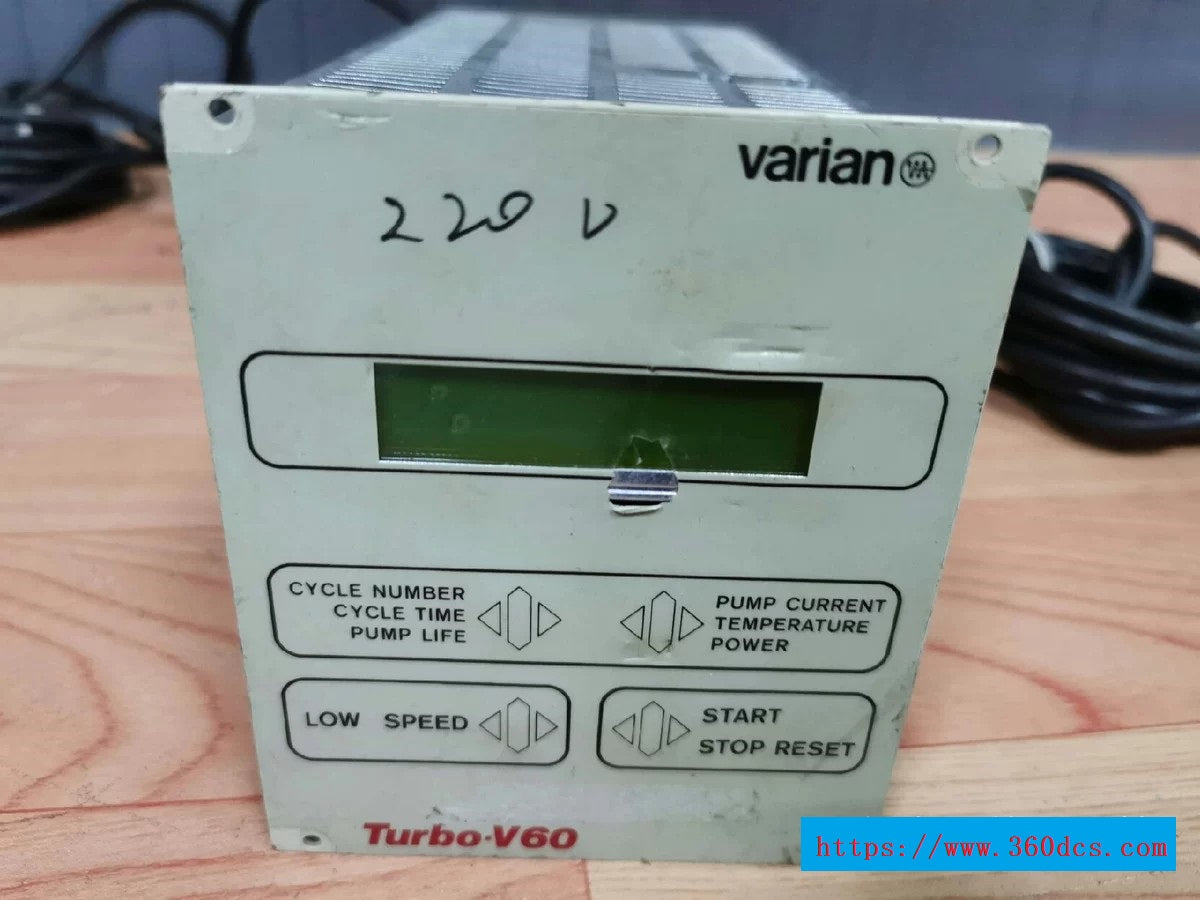 varian
220 V
CYCLE NUMBER
CYCLE TIME
PUMP LIFE
PUMP CURRENT
TEMPERATURE
POWER
LOW SPEED
START
STOP RESET
Turbo-V60
https://www.360dcs.com